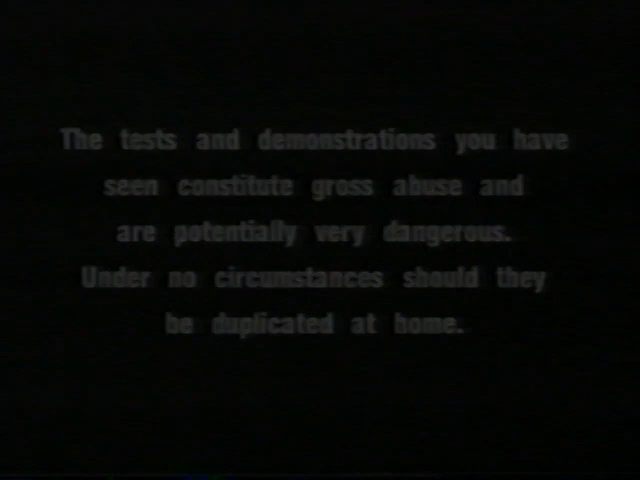 The tests and demonstrations you have
seen constitute gross abuse and
are potentially very dangerous.
Under no circumstances should they
be duplicated at home.